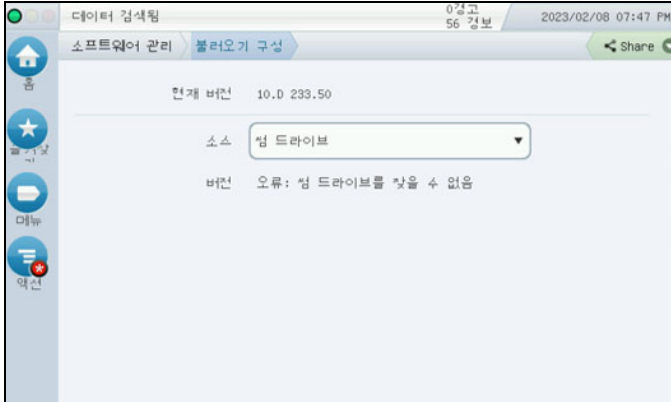 데이터 검색됨
0경고
56 경보
2023/02/08 07:47 PM
소프트웨어 관리
불러오기 구성
Share
홈
메뉴
액션
현재 버전 10.D 233.50
소스 썸 드라이브
버전 오류: 썸 드라이브를 찾을 수 없음